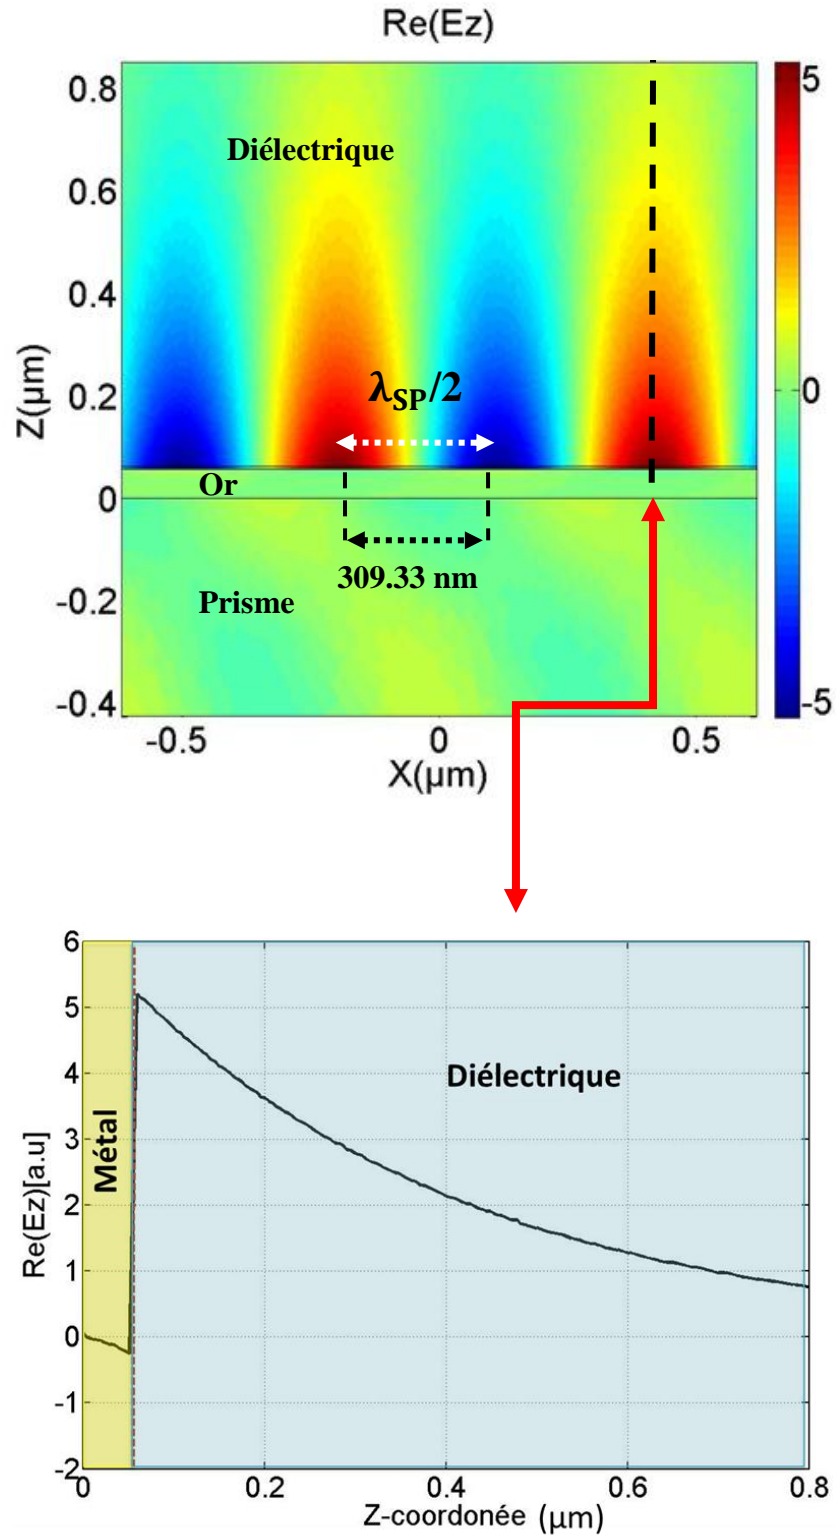 Re(Ez)
0.8
0.6
0.4
0.2
0
-0.2
-0.4
Z(µm)
Diélectrique
λSP/2
Or
309.33 nm
Prisme
5
0
-5
-0.5
0
0.5
X(µm)
6
5
4
3
2
1
0
-1
-2
Re(Ez)[a.u]
Métal
Diélectrique
0
0.2
0.4
0.6
0.8
Z-coordonée (µm)